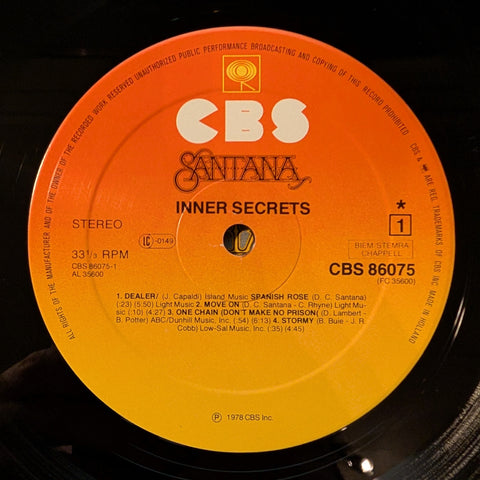 ALL RIGHTS OF THE MANUFACTURER AND OF THE OWNER OF THE RECORDED WORK RESERVED UNAUTHORIZED PUBLIC PERFORMANCE BROADCASTING AND COPYING OF THIS RECORD PROHIBITED
CBS & ARE REG. TRADEMARKS OF CBS INC. MADE IN HOLLAND
CBS
SANTANA
INNER SECRETS
STEREO
LC 0149
*
1
33⅓ RPM
BIEM-STEMRA
CHAPPELL
CBS 86075-1
AL 35600
CBS 86075
(FC 35600)
1. DEALER/ (J. Capaldi) Island Music SPANISH ROSE (D. C. Santana)
(:23) (5.50) Light Music 2. MOVE ON (D. C. Santana - C. Rhyne) Light Mu-
sic (:10) (4:27) 3. ONE CHAIN (DON'T MAKE NO PRISON( (D. Lambert -
B. Potter) ABC/Dunhill Music, Inc. (:54) (6:13) 4. STORMY (B. Buie - J. R.
Cobb) Low-Sal Music, Inc. (:35) (4:45)
℗ 1978 CBS Inc.